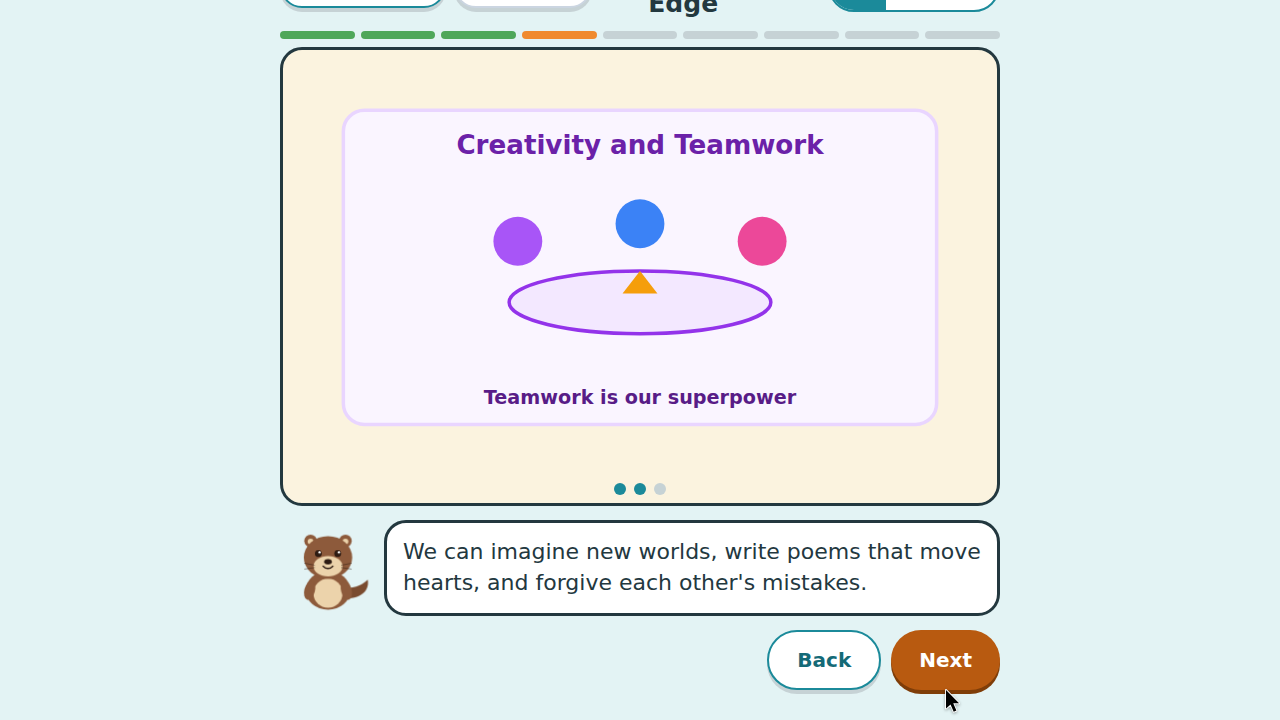 Edge
Creativity and Teamwork
Teamwork is our superpower
We can imagine new worlds, write poems that move
hearts, and forgive each other's mistakes.
Back
Next